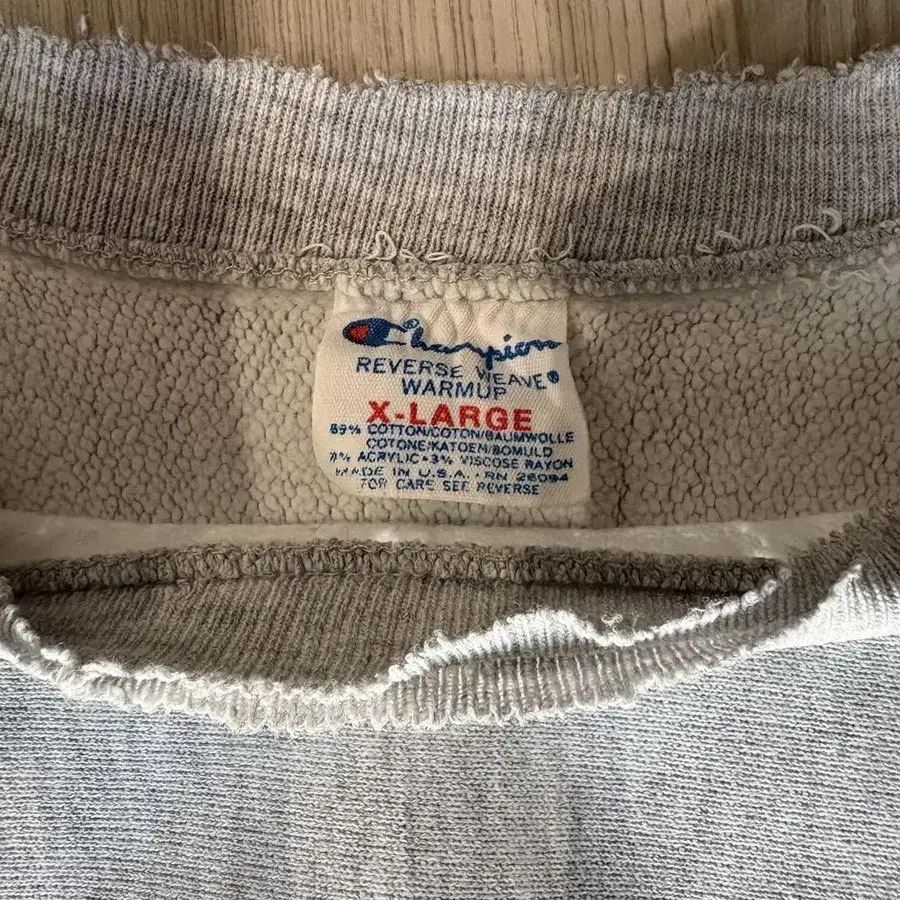 Champion
REVERSE WEAVE®
WARMUP
X-LARGE
89% COTTON/COTON/BAUMWOLLE
COTONE/KATOEN/BOMULD
8% ACRYLIC • 3% VISCOSE RAYON
MADE IN U.S.A. • RN 26094
FOR CARE SEE REVERSE